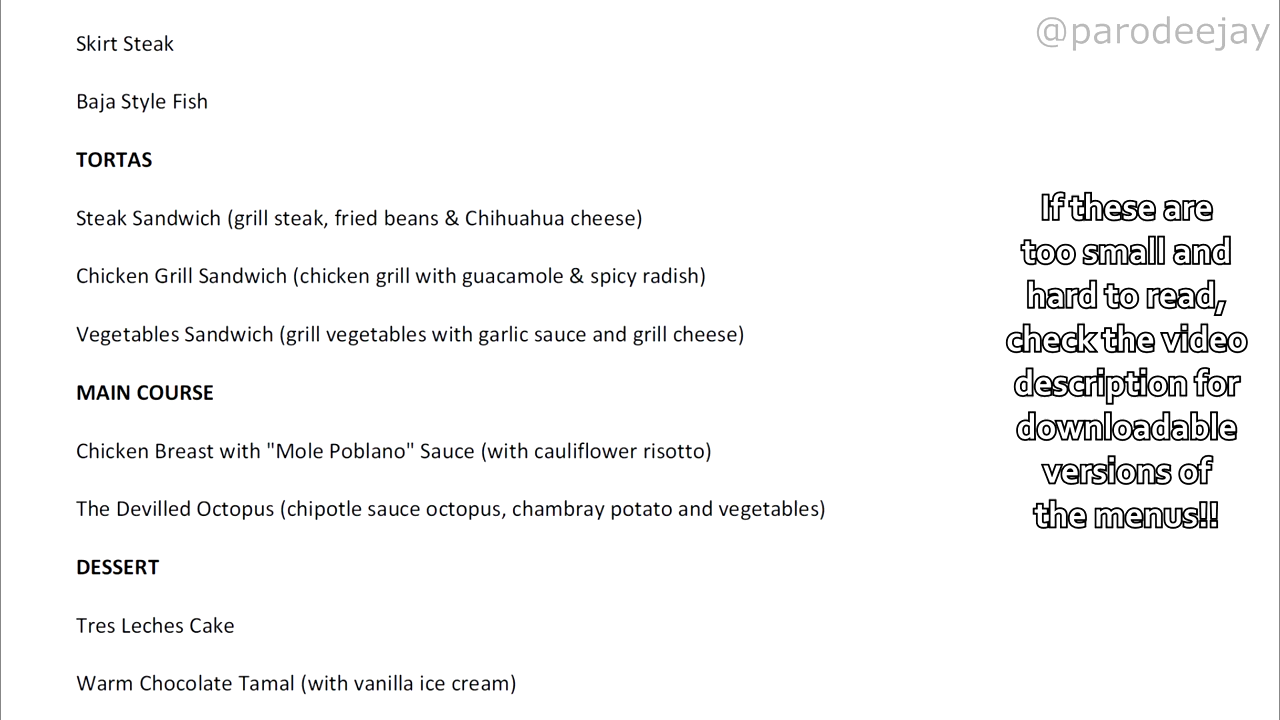 @parodeejay
Skirt Steak
Baja Style Fish
TORTAS
Steak Sandwich (grill steak, fried beans & Chihuahua cheese)
Chicken Grill Sandwich (chicken grill with guacamole & spicy radish)
Vegetables Sandwich (grill vegetables with garlic sauce and grill cheese)
MAIN COURSE
Chicken Breast with "Mole Poblano" Sauce (with cauliflower risotto)
The Devilled Octopus (chipotle sauce octopus, chambray potato and vegetables)
DESSERT
Tres Leches Cake
Warm Chocolate Tamal (with vanilla ice cream)
If these are
too small and
hard to read,
check the video
description for
downloadable
versions of
the menus!!